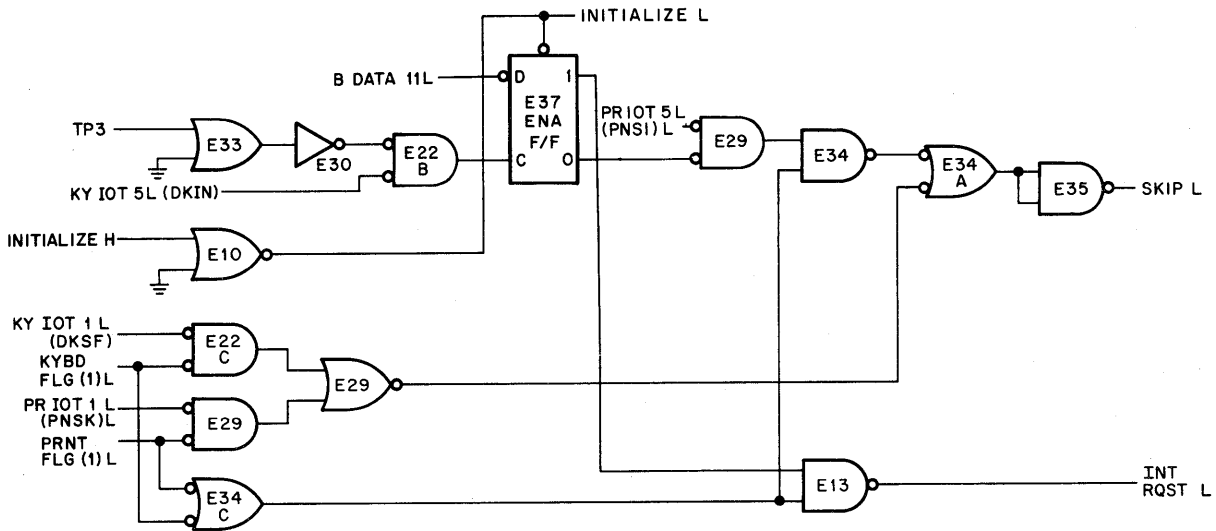 INITIALIZE L
B DATA 11L
D 1
E37
ENA
F/F
C 0
TP3
E33
E30
E22
B
KY IOT 5L (DKIN)
PR IOT 5L
(PNSI) L
E29
E34
E34
A
E35
SKIP L
INITIALIZE H
E10
KY IOT 1 L
(DKSF)
E22
C
KYBD
FLG (1) L
E29
PR IOT 1 L
(PNSK) L
E29
PRNT
FLG (1) L
E34
C
E13
INT
RQST L